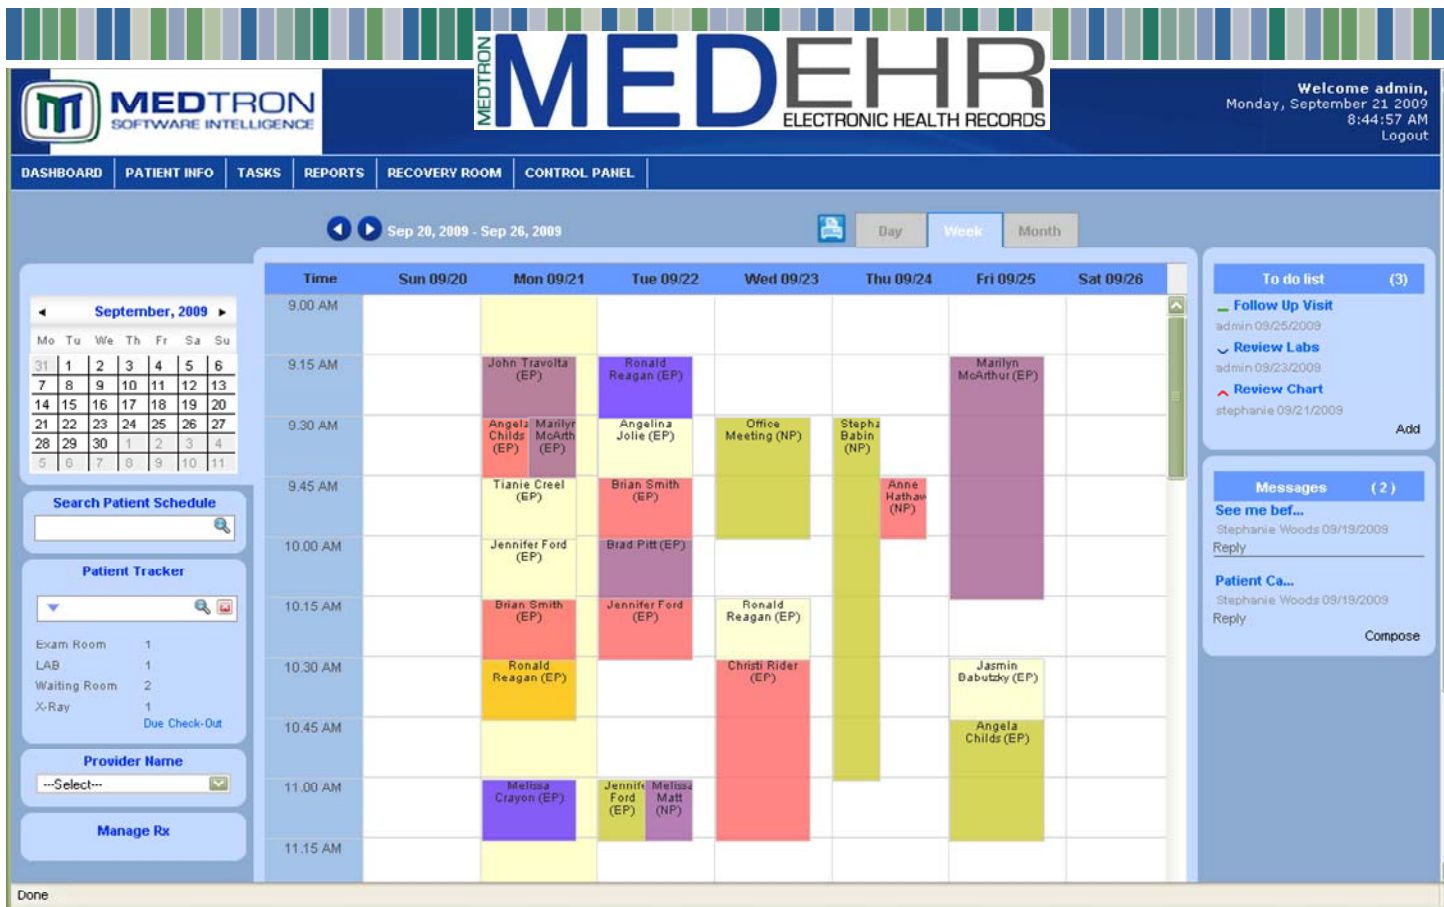 MEDTRON
MEDEHR
ELECTRONIC HEALTH RECORDS
MEDTRON
SOFTWARE INTELLIGENCE
Welcome admin,
Monday, September 21 2009
8:44:57 AM
Logout
DASHBOARD PATIENT INFO TASKS REPORTS RECOVERY ROOM CONTROL PANEL
Sep 20, 2009 - Sep 26, 2009
Day Week Month
September, 2009
Mo Tu We Th Fr Sa Su
31 1 2 3 4 5 6
7 8 9 10 11 12 13
14 15 16 17 18 19 20
21 22 23 24 25 26 27
28 29 30 1 2 3 4
5 6 7 8 9 10 11
Search Patient Schedule
Patient Tracker
Exam Room 1
LAB 1
Waiting Room 2
X-Ray 1
Due Check-Out
Provider Name
---Select---
Manage Rx
Time Sun 09/20 Mon 09/21 Tue 09/22 Wed 09/23 Thu 09/24 Fri 09/25 Sat 09/26
9.00 AM
9.15 AM
John Travolta
(EP)
Ronald
Reagan (EP)
Marilyn
McArthur (EP)
9.30 AM
Angela
Childs
(EP)
Marilyr
McArth
(EP)
Angelina
Jolie (EP)
Office
Meeting (NP)
Stepha
Babin
(NP)
9.45 AM
Tianie Creel
(EP)
Brian Smith
(EP)
Anne
Hathaw
(NP)
10.00 AM
Jennifer Ford
(EP)
Brad Pitt (EP)
10.15 AM
Brian Smith
(EP)
Jennifer Ford
(EP)
Ronald
Reagan (EP)
10.30 AM
Ronald
Reagan (EP)
Christi Rider
(EP)
Jasmin
Babutzky (EP)
10.45 AM
Angela
Childs (EP)
11.00 AM
Melissa
Crayon (EP)
Jennife
Ford
(EP)
Melissa
Matt
(NP)
11.15 AM
To do list (3)
Follow Up Visit
admin 09/25/2009
Review Labs
admin 09/23/2009
Review Chart
stephanie 09/21/2009
Add
Messages (2)
See me bef...
Stephanie Woods 09/19/2009
Reply
Patient Ca...
Stephanie Woods 09/19/2009
Reply
Compose
Done